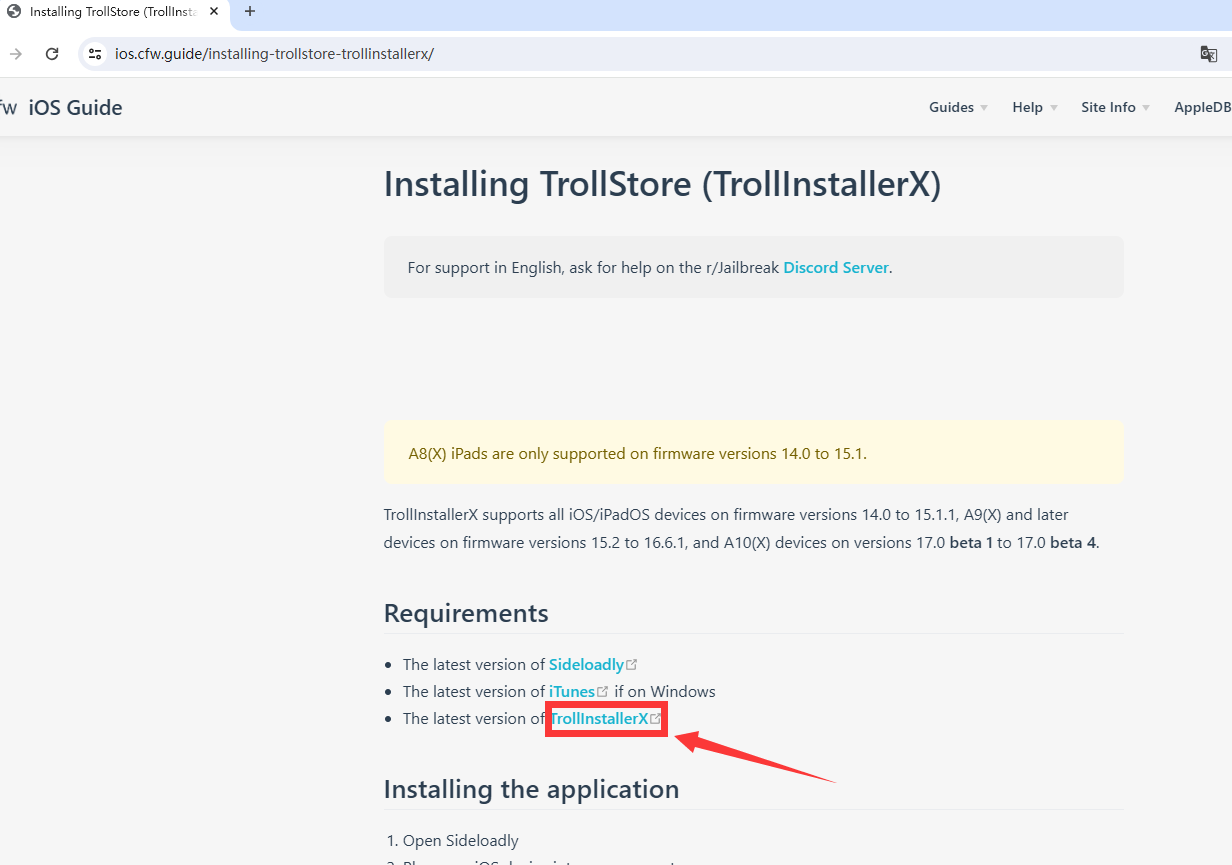 Installing TrollStore (TrollInsta
ios.cfw.guide/installing-trollstore-trollinstallerx/
fw iOS Guide
Guides
Help
Site Info
AppleDB
Installing TrollStore (TrollInstallerX)
For support in English, ask for help on the r/Jailbreak Discord Server.
A8(X) iPads are only supported on firmware versions 14.0 to 15.1.
TrollInstallerX supports all iOS/iPadOS devices on firmware versions 14.0 to 15.1.1, A9(X) and later
devices on firmware versions 15.2 to 16.6.1, and A10(X) devices on versions 17.0 beta 1 to 17.0 beta 4.
Requirements
• The latest version of Sideloadly
• The latest version of iTunes if on Windows
• The latest version of TrollInstallerX
Installing the application
1. Open Sideloadly